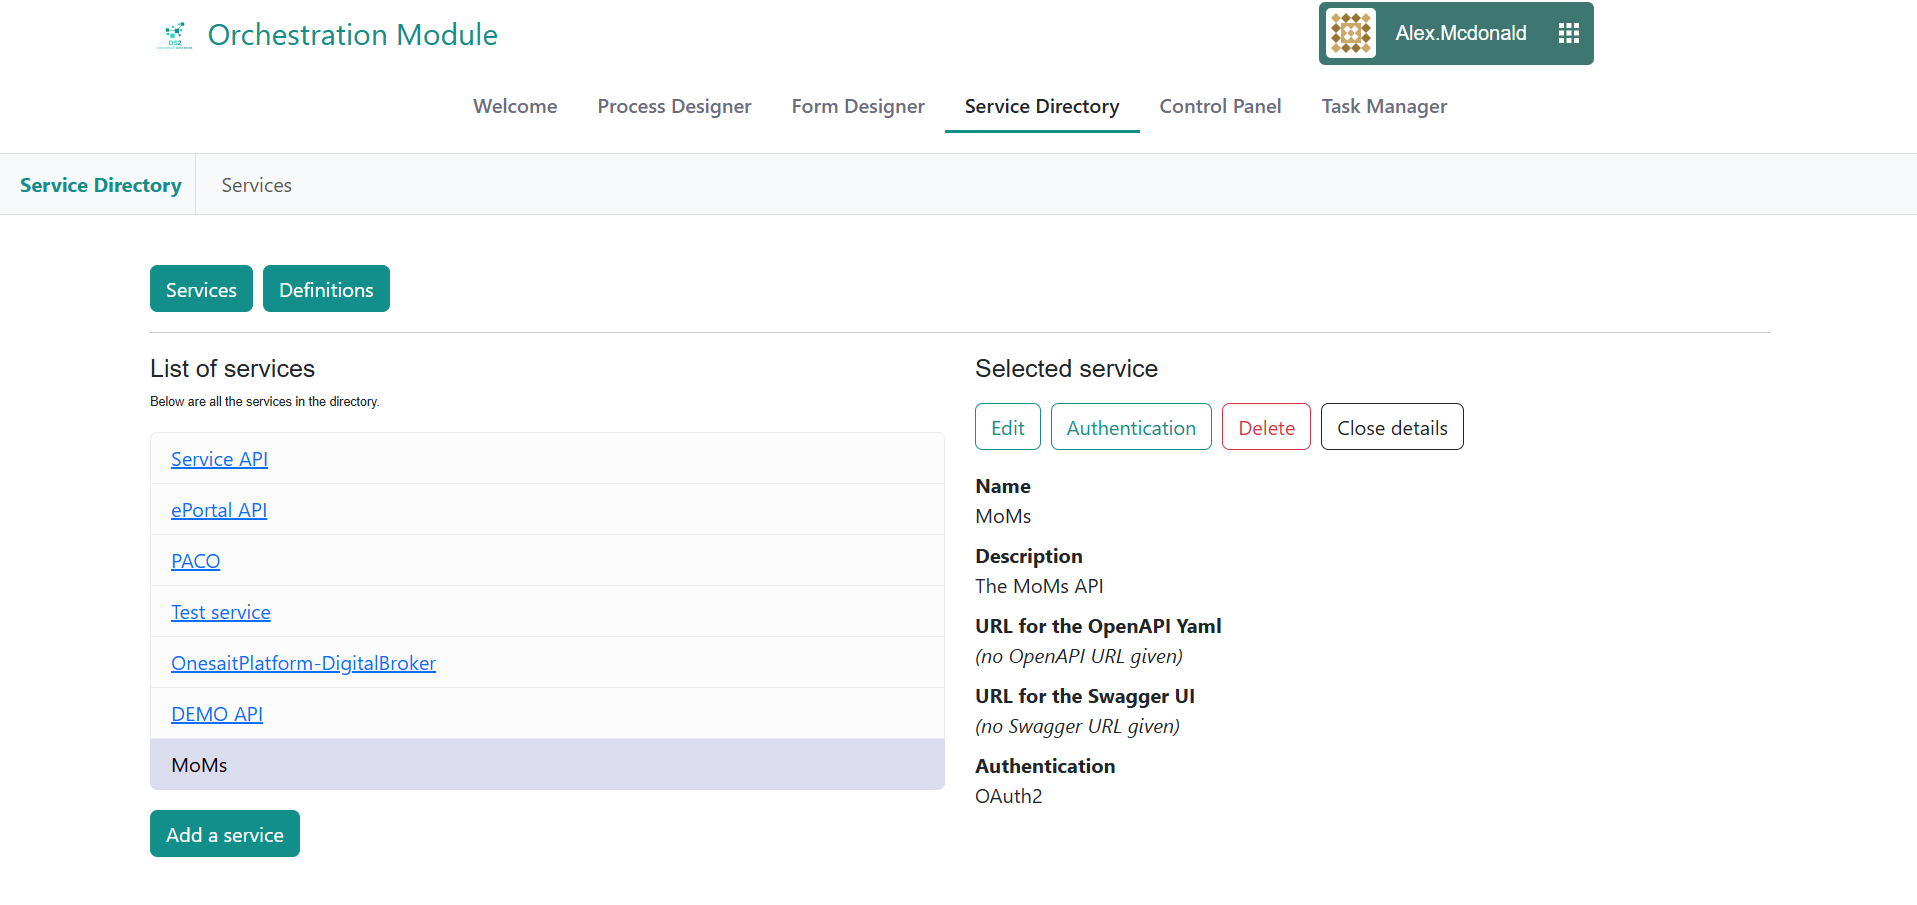 DS2
Orchestration Module
Alex.Mcdonald
Welcome
Process Designer
Form Designer
Service Directory
Control Panel
Task Manager
Service Directory
Services
Services
Definitions
List of services
Below are all the services in the directory.
Service API
ePortal API
PACO
Test service
OnesaitPlatform-DigitalBroker
DEMO API
MoMs
Add a service
Selected service
Edit
Authentication
Delete
Close details
Name
MoMs
Description
The MoMs API
URL for the OpenAPI Yaml
(no OpenAPI URL given)
URL for the Swagger UI
(no Swagger URL given)
Authentication
OAuth2